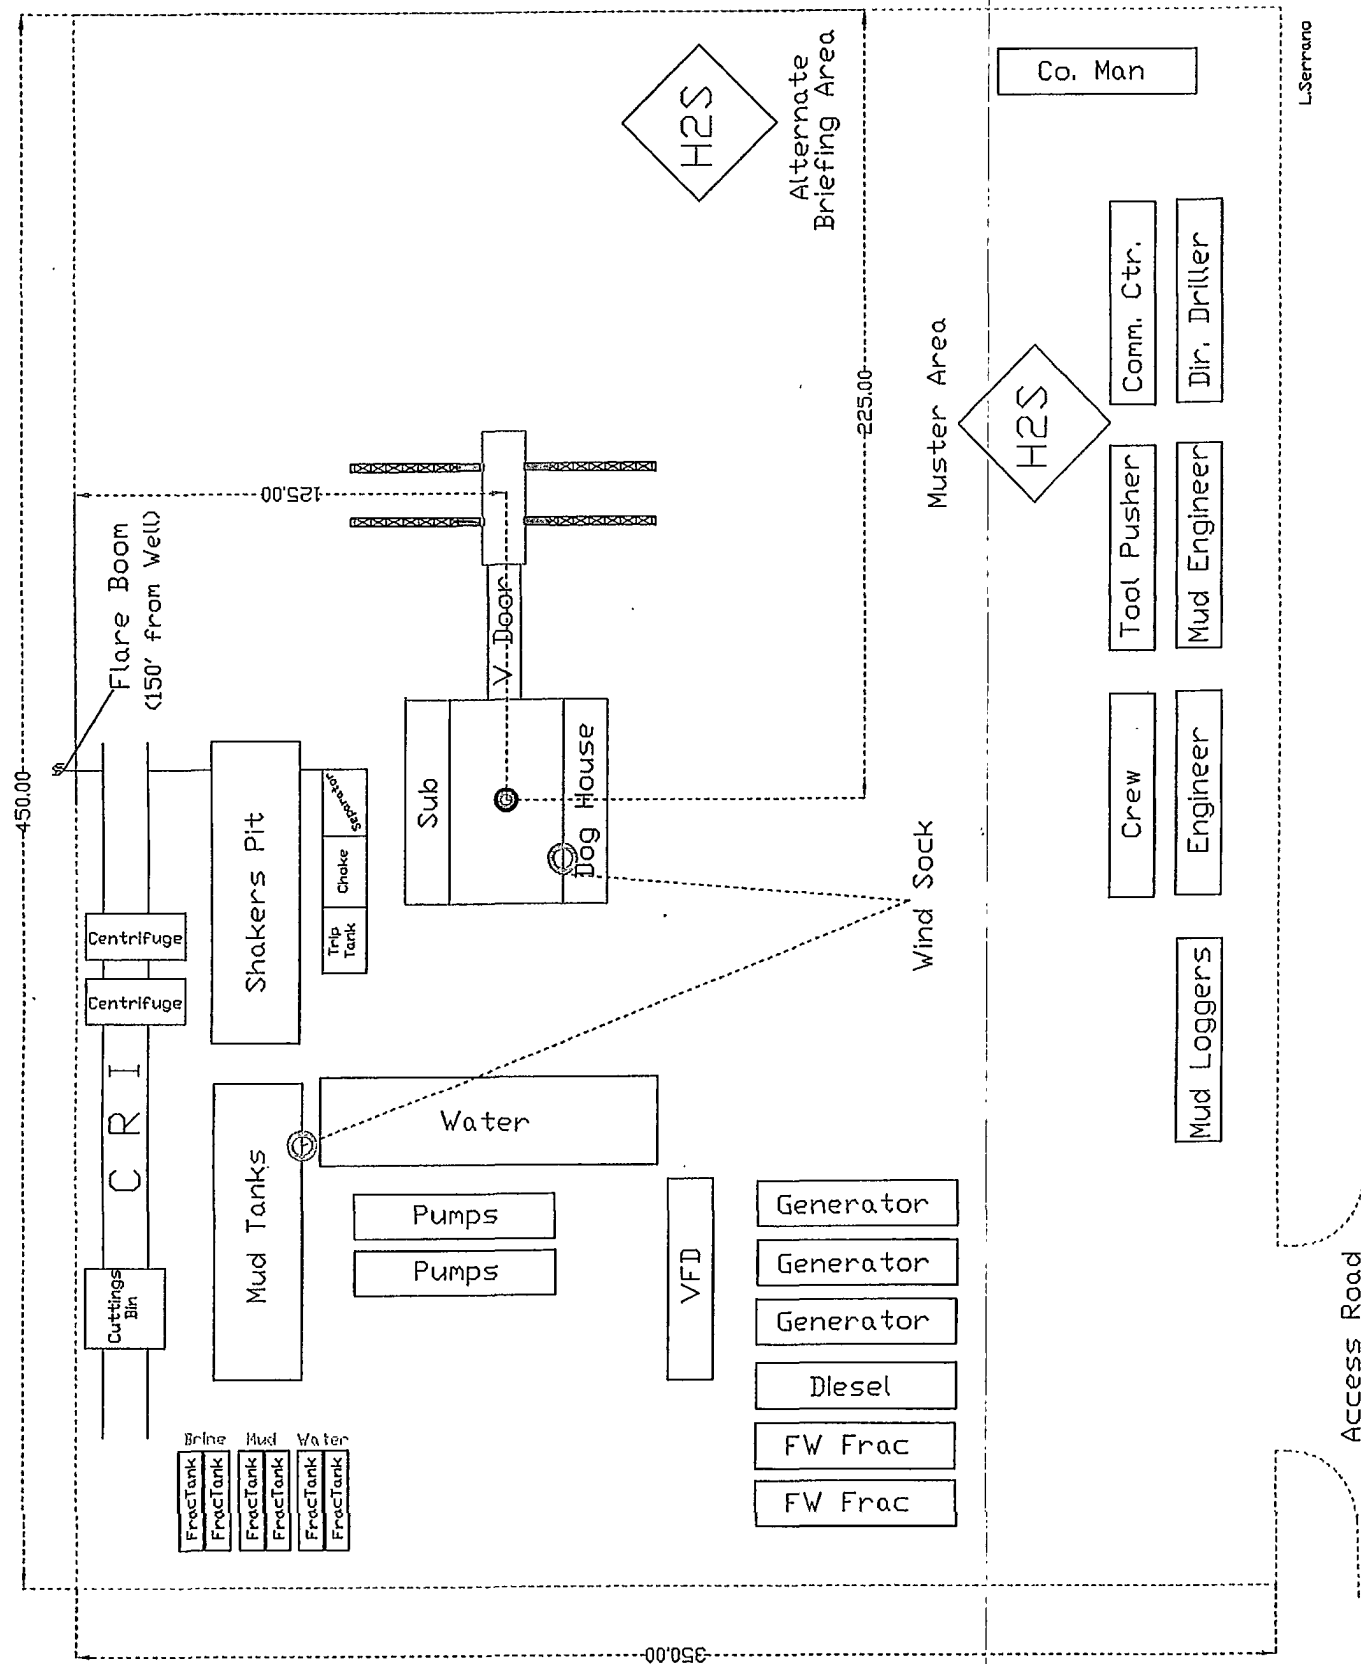 450.00
350.00
225.00
125.00
Flare Boom
(150' from Well)
H2S
Alternate
Briefing Area
Co. Man
L.Serrano
Centrifuge
Centrifuge
C R I
Cuttings
Bin
Shakers Pit
Separator
Choke
Trip
Tank
Sub
V Door
Dog House
Mud Tanks
Water
Pumps
Pumps
VFD
Generator
Generator
Generator
Diesel
FW Frac
FW Frac
Brine
Mud
Water
FracTank
FracTank
FracTank
FracTank
FracTank
FracTank
Wind Sock
Muster Area
H2S
Comm. Ctr.
Dir. Driller
Tool Pusher
Mud Engineer
Crew
Engineer
Mud Loggers
Access Road